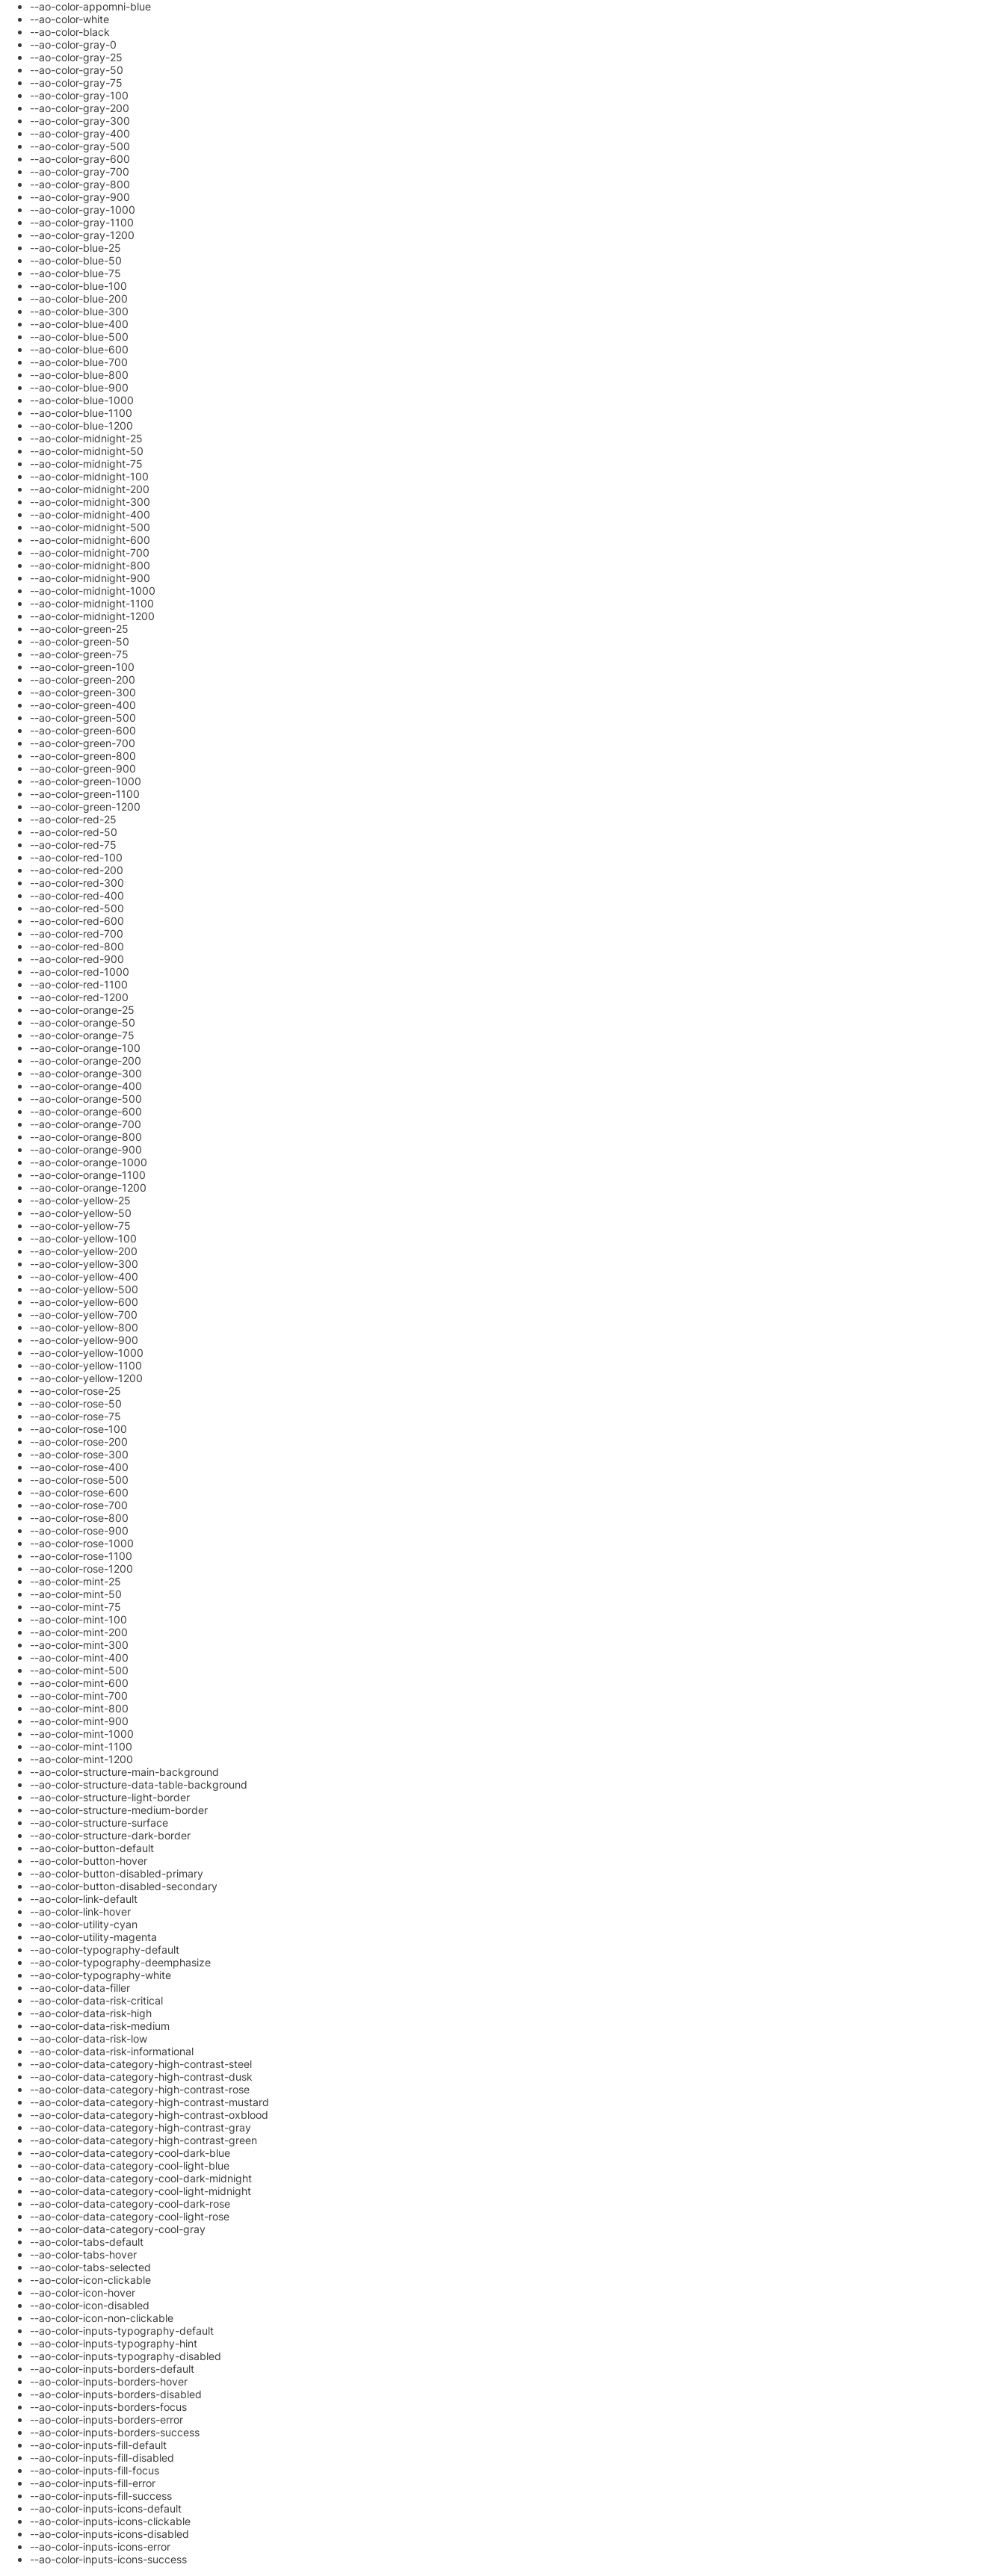 --ao-color-appomni-blue
--ao-color-white
--ao-color-black
--ao-color-gray-0
--ao-color-gray-25
--ao-color-gray-50
--ao-color-gray-75
--ao-color-gray-100
--ao-color-gray-200
--ao-color-gray-300
--ao-color-gray-400
--ao-color-gray-500
--ao-color-gray-600
--ao-color-gray-700
--ao-color-gray-800
--ao-color-gray-900
--ao-color-gray-1000
--ao-color-gray-1100
--ao-color-gray-1200
--ao-color-blue-25
--ao-color-blue-50
--ao-color-blue-75
--ao-color-blue-100
--ao-color-blue-200
--ao-color-blue-300
--ao-color-blue-400
--ao-color-blue-500
--ao-color-blue-600
--ao-color-blue-700
--ao-color-blue-800
--ao-color-blue-900
--ao-color-blue-1000
--ao-color-blue-1100
--ao-color-blue-1200
--ao-color-midnight-25
--ao-color-midnight-50
--ao-color-midnight-75
--ao-color-midnight-100
--ao-color-midnight-200
--ao-color-midnight-300
--ao-color-midnight-400
--ao-color-midnight-500
--ao-color-midnight-600
--ao-color-midnight-700
--ao-color-midnight-800
--ao-color-midnight-900
--ao-color-midnight-1000
--ao-color-midnight-1100
--ao-color-midnight-1200
--ao-color-green-25
--ao-color-green-50
--ao-color-green-75
--ao-color-green-100
--ao-color-green-200
--ao-color-green-300
--ao-color-green-400
--ao-color-green-500
--ao-color-green-600
--ao-color-green-700
--ao-color-green-800
--ao-color-green-900
--ao-color-green-1000
--ao-color-green-1100
--ao-color-green-1200
--ao-color-red-25
--ao-color-red-50
--ao-color-red-75
--ao-color-red-100
--ao-color-red-200
--ao-color-red-300
--ao-color-red-400
--ao-color-red-500
--ao-color-red-600
--ao-color-red-700
--ao-color-red-800
--ao-color-red-900
--ao-color-red-1000
--ao-color-red-1100
--ao-color-red-1200
--ao-color-orange-25
--ao-color-orange-50
--ao-color-orange-75
--ao-color-orange-100
--ao-color-orange-200
--ao-color-orange-300
--ao-color-orange-400
--ao-color-orange-500
--ao-color-orange-600
--ao-color-orange-700
--ao-color-orange-800
--ao-color-orange-900
--ao-color-orange-1000
--ao-color-orange-1100
--ao-color-orange-1200
--ao-color-yellow-25
--ao-color-yellow-50
--ao-color-yellow-75
--ao-color-yellow-100
--ao-color-yellow-200
--ao-color-yellow-300
--ao-color-yellow-400
--ao-color-yellow-500
--ao-color-yellow-600
--ao-color-yellow-700
--ao-color-yellow-800
--ao-color-yellow-900
--ao-color-yellow-1000
--ao-color-yellow-1100
--ao-color-yellow-1200
--ao-color-rose-25
--ao-color-rose-50
--ao-color-rose-75
--ao-color-rose-100
--ao-color-rose-200
--ao-color-rose-300
--ao-color-rose-400
--ao-color-rose-500
--ao-color-rose-600
--ao-color-rose-700
--ao-color-rose-800
--ao-color-rose-900
--ao-color-rose-1000
--ao-color-rose-1100
--ao-color-rose-1200
--ao-color-mint-25
--ao-color-mint-50
--ao-color-mint-75
--ao-color-mint-100
--ao-color-mint-200
--ao-color-mint-300
--ao-color-mint-400
--ao-color-mint-500
--ao-color-mint-600
--ao-color-mint-700
--ao-color-mint-800
--ao-color-mint-900
--ao-color-mint-1000
--ao-color-mint-1100
--ao-color-mint-1200
--ao-color-structure-main-background
--ao-color-structure-data-table-background
--ao-color-structure-light-border
--ao-color-structure-medium-border
--ao-color-structure-surface
--ao-color-structure-dark-border
--ao-color-button-default
--ao-color-button-hover
--ao-color-button-disabled-primary
--ao-color-button-disabled-secondary
--ao-color-link-default
--ao-color-link-hover
--ao-color-utility-cyan
--ao-color-utility-magenta
--ao-color-typography-default
--ao-color-typography-deemphasize
--ao-color-typography-white
--ao-color-data-filler
--ao-color-data-risk-critical
--ao-color-data-risk-high
--ao-color-data-risk-medium
--ao-color-data-risk-low
--ao-color-data-risk-informational
--ao-color-data-category-high-contrast-steel
--ao-color-data-category-high-contrast-dusk
--ao-color-data-category-high-contrast-rose
--ao-color-data-category-high-contrast-mustard
--ao-color-data-category-high-contrast-oxblood
--ao-color-data-category-high-contrast-gray
--ao-color-data-category-high-contrast-green
--ao-color-data-category-cool-dark-blue
--ao-color-data-category-cool-light-blue
--ao-color-data-category-cool-dark-midnight
--ao-color-data-category-cool-light-midnight
--ao-color-data-category-cool-dark-rose
--ao-color-data-category-cool-light-rose
--ao-color-data-category-cool-gray
--ao-color-tabs-default
--ao-color-tabs-hover
--ao-color-tabs-selected
--ao-color-icon-clickable
--ao-color-icon-hover
--ao-color-icon-disabled
--ao-color-icon-non-clickable
--ao-color-inputs-typography-default
--ao-color-inputs-typography-hint
--ao-color-inputs-typography-disabled
--ao-color-inputs-borders-default
--ao-color-inputs-borders-hover
--ao-color-inputs-borders-disabled
--ao-color-inputs-borders-focus
--ao-color-inputs-borders-error
--ao-color-inputs-borders-success
--ao-color-inputs-fill-default
--ao-color-inputs-fill-disabled
--ao-color-inputs-fill-focus
--ao-color-inputs-fill-error
--ao-color-inputs-fill-success
--ao-color-inputs-icons-default
--ao-color-inputs-icons-clickable
--ao-color-inputs-icons-disabled
--ao-color-inputs-icons-error
--ao-color-inputs-icons-success